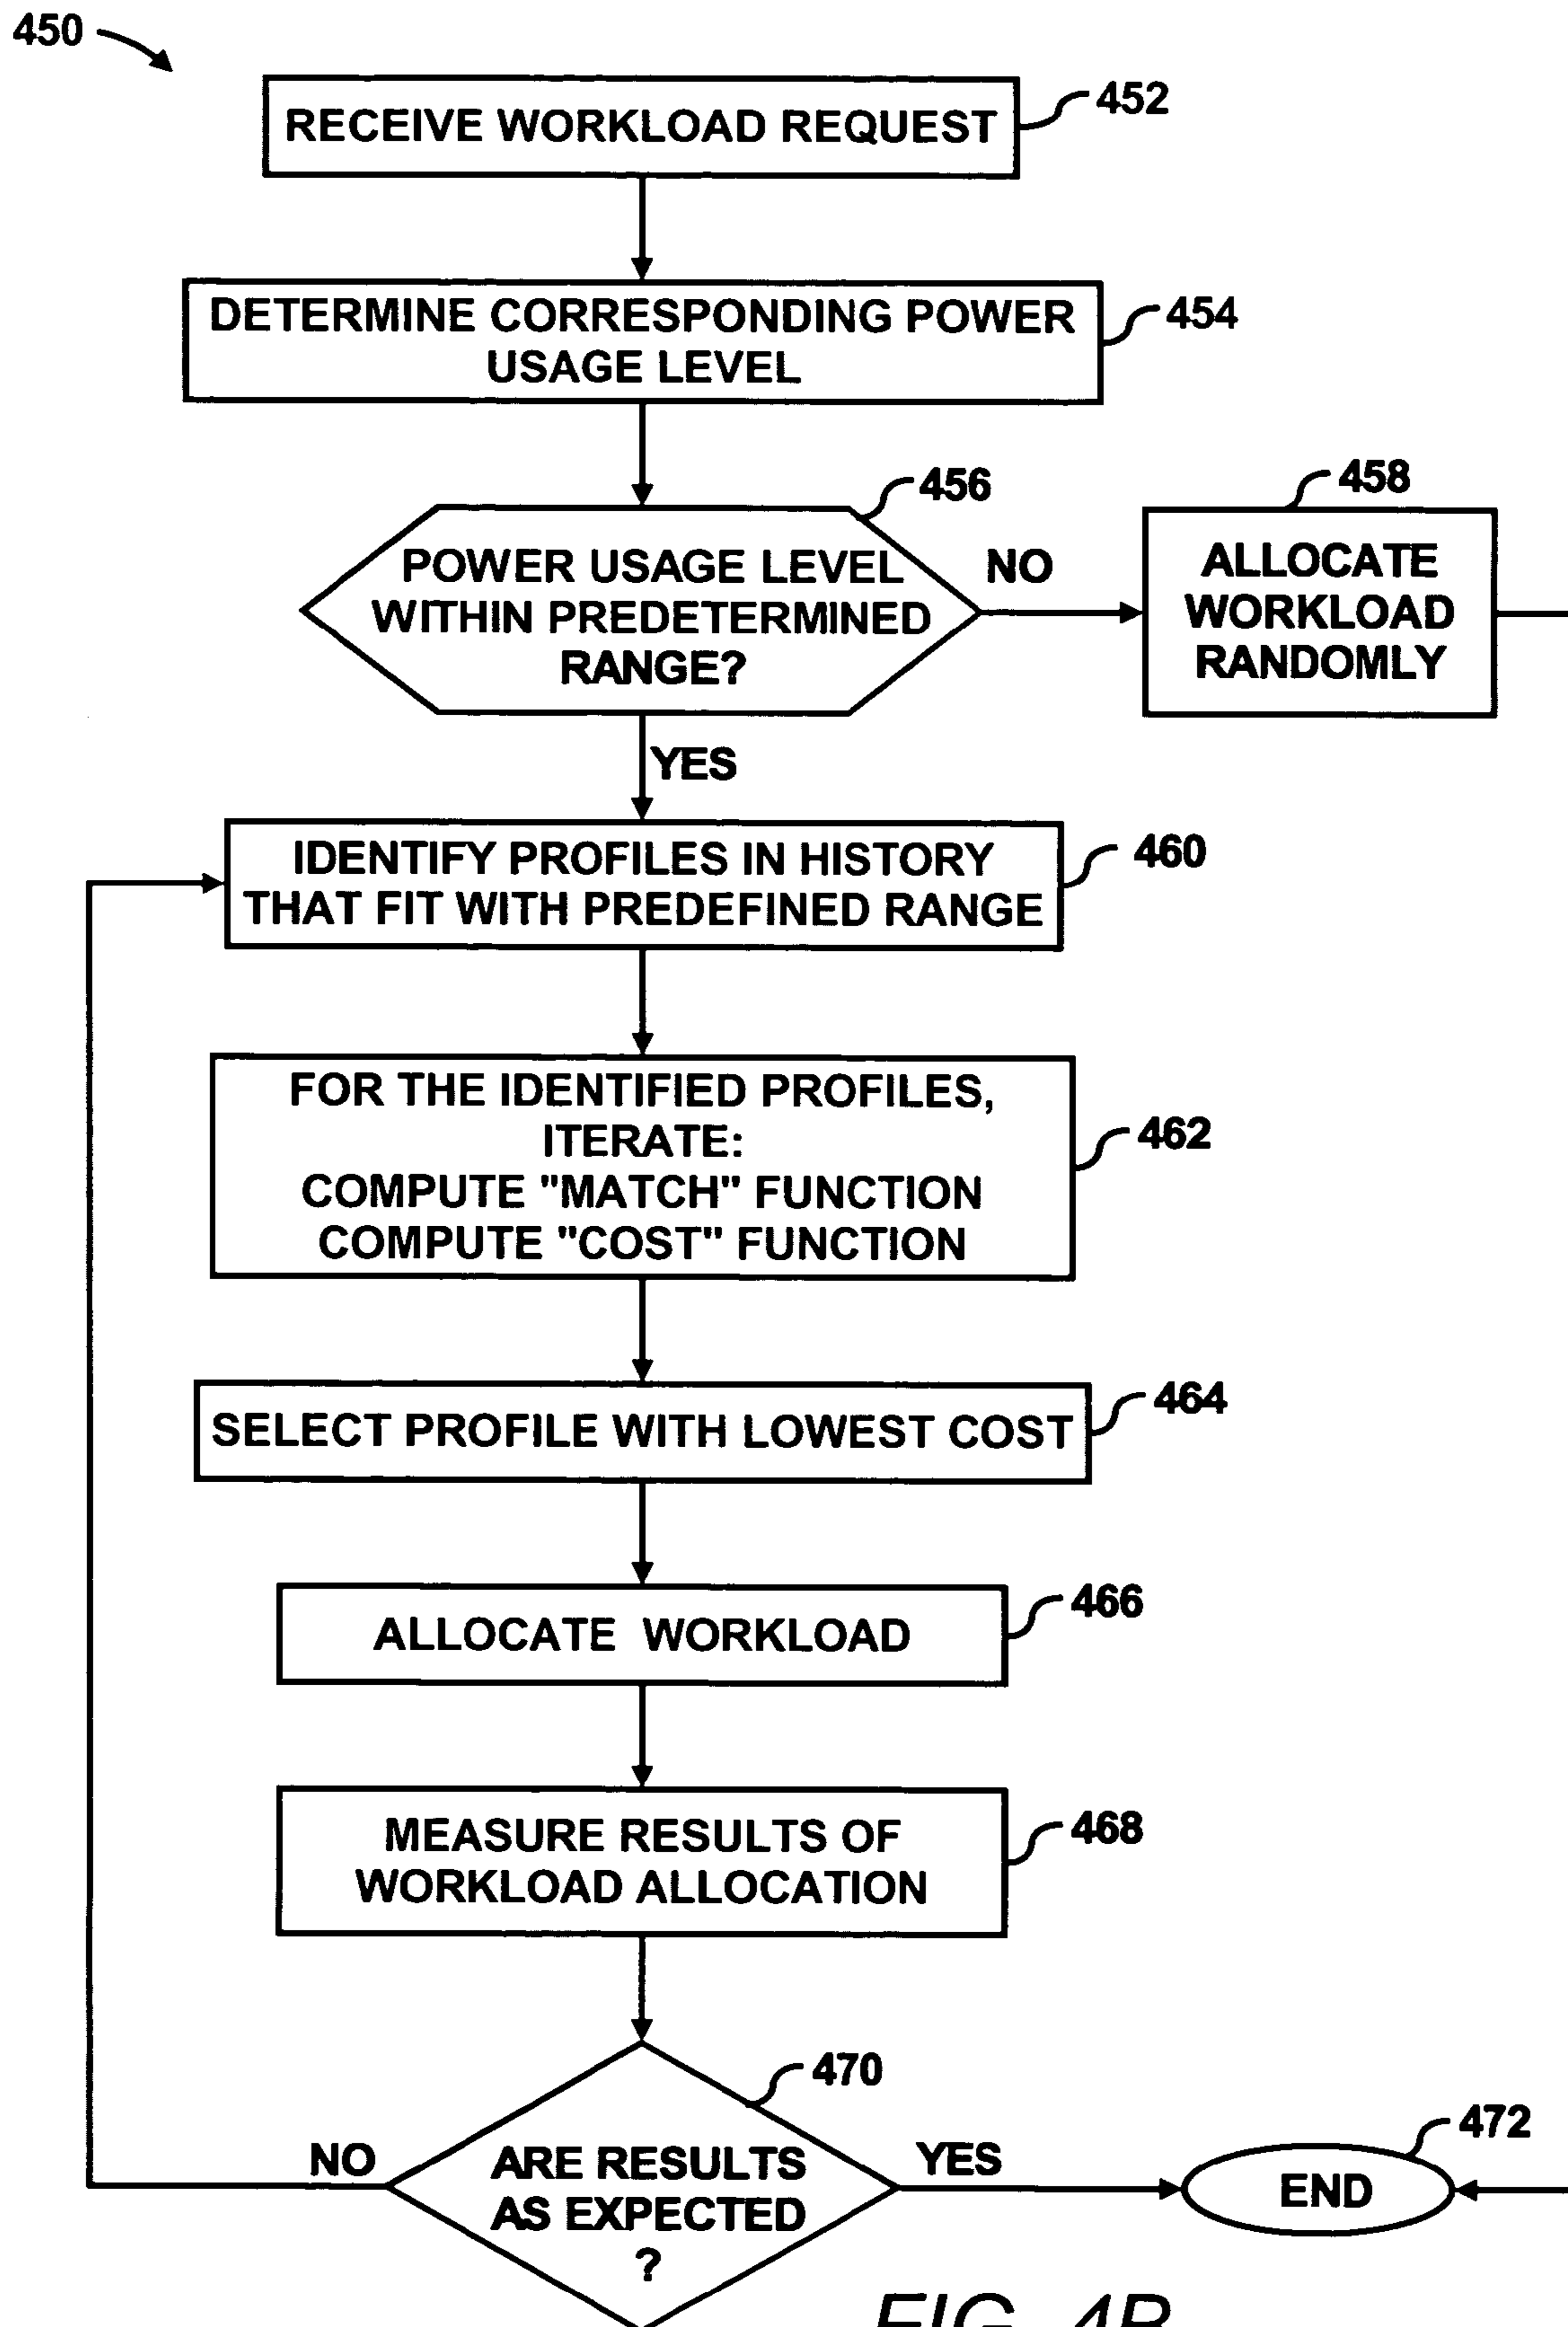 450
RECEIVE WORKLOAD REQUEST
452
DETERMINE CORRESPONDING POWER
USAGE LEVEL
454
456
POWER USAGE LEVEL
WITHIN PREDETERMINED
RANGE?
NO
458
ALLOCATE
WORKLOAD
RANDOMLY
YES
IDENTIFY PROFILES IN HISTORY
THAT FIT WITH PREDEFINED RANGE
460
FOR THE IDENTIFIED PROFILES,
ITERATE:
COMPUTE "MATCH" FUNCTION
COMPUTE "COST" FUNCTION
462
SELECT PROFILE WITH LOWEST COST
464
ALLOCATE WORKLOAD
466
MEASURE RESULTS OF
WORKLOAD ALLOCATION
468
470
NO
ARE RESULTS
AS EXPECTED
?
YES
472
END
FIG. 4B